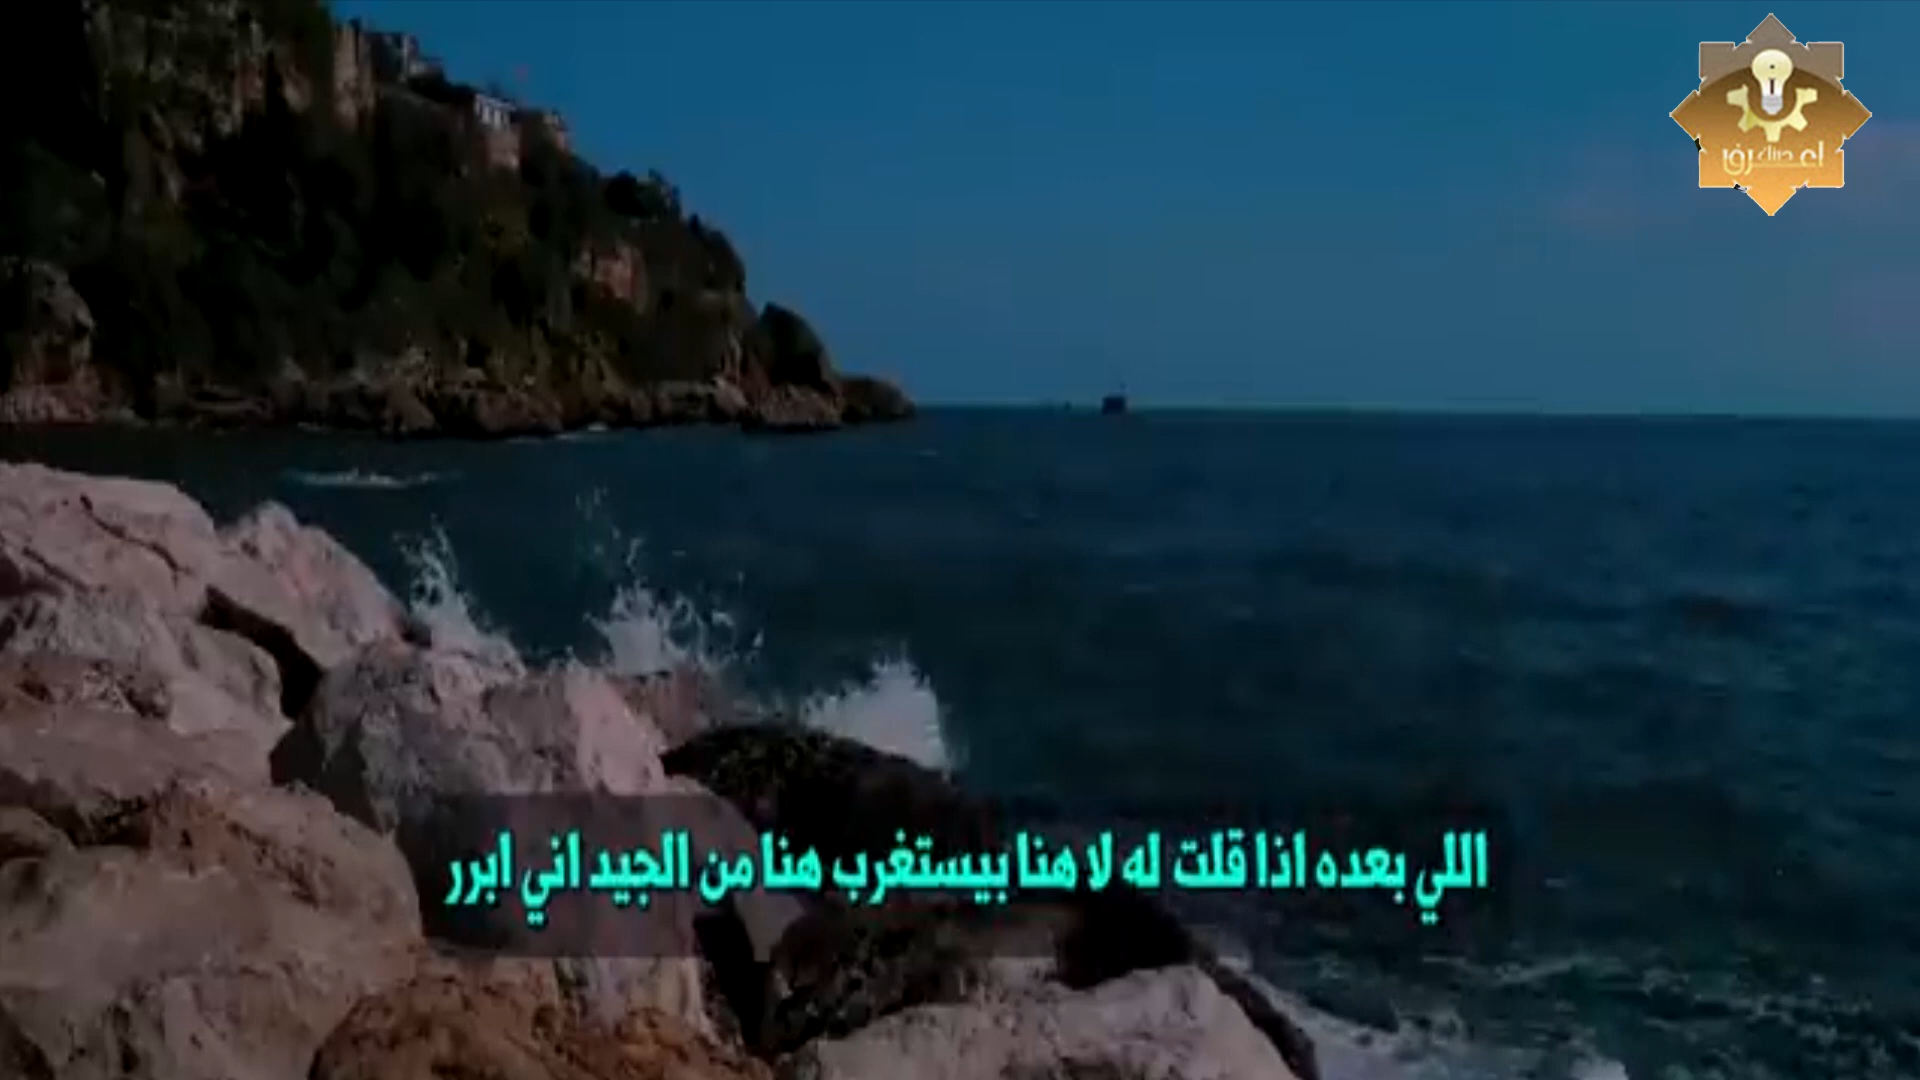 اللي بعده اذا قلت له لا هنا بيستغرب هنا من الجيد اني ابرر